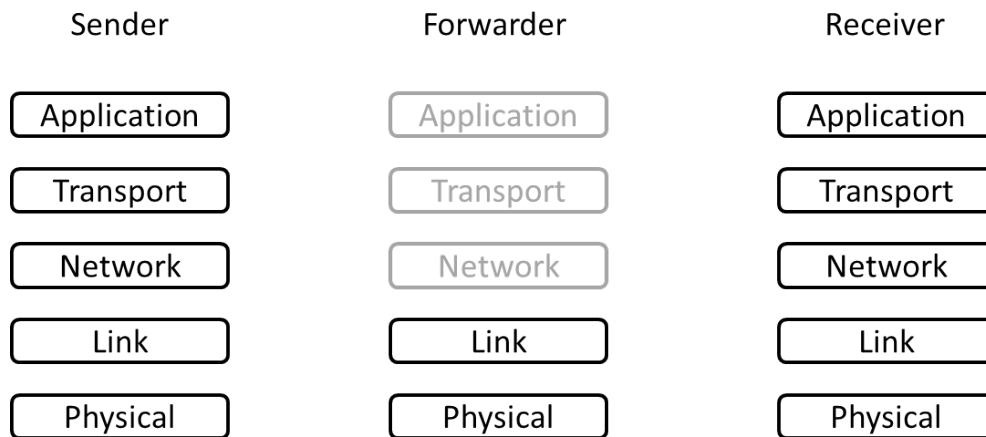 Sender Forwarder Receiver
Application Application Application
Transport Transport Transport
Network Network Network
Link Link Link
Physical Physical Physical